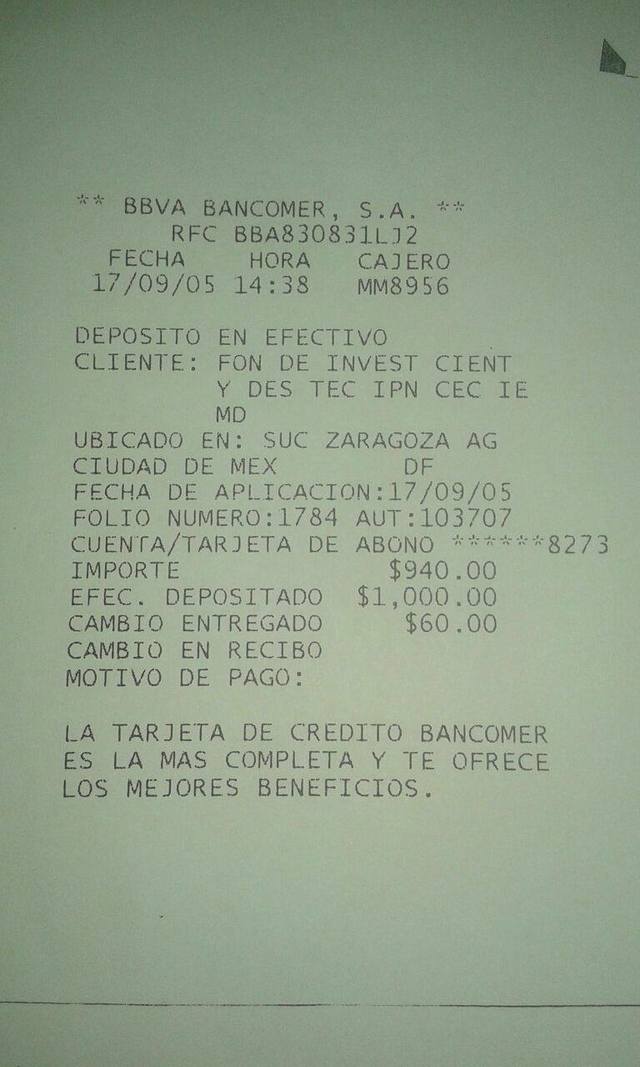 ** BBVA BANCOMER, S.A. **
RFC BBA830831LJ2
FECHA HORA CAJERO
17/09/05 14:38 MM8956
DEPOSITO EN EFECTIVO
CLIENTE: FON DE INVEST CIENT
Y DES TEC IPN CEC IE
MD
UBICADO EN: SUC ZARAGOZA AG
CIUDAD DE MEX DF
FECHA DE APLICACION:17/09/05
FOLIO NUMERO:1784 AUT:103707
CUENTA/TARJETA DE ABONO ******8273
IMPORTE $940.00
EFEC. DEPOSITADO $1,000.00
CAMBIO ENTREGADO $60.00
CAMBIO EN RECIBO
MOTIVO DE PAGO:
LA TARJETA DE CREDITO BANCOMER
ES LA MAS COMPLETA Y TE OFRECE
LOS MEJORES BENEFICIOS.